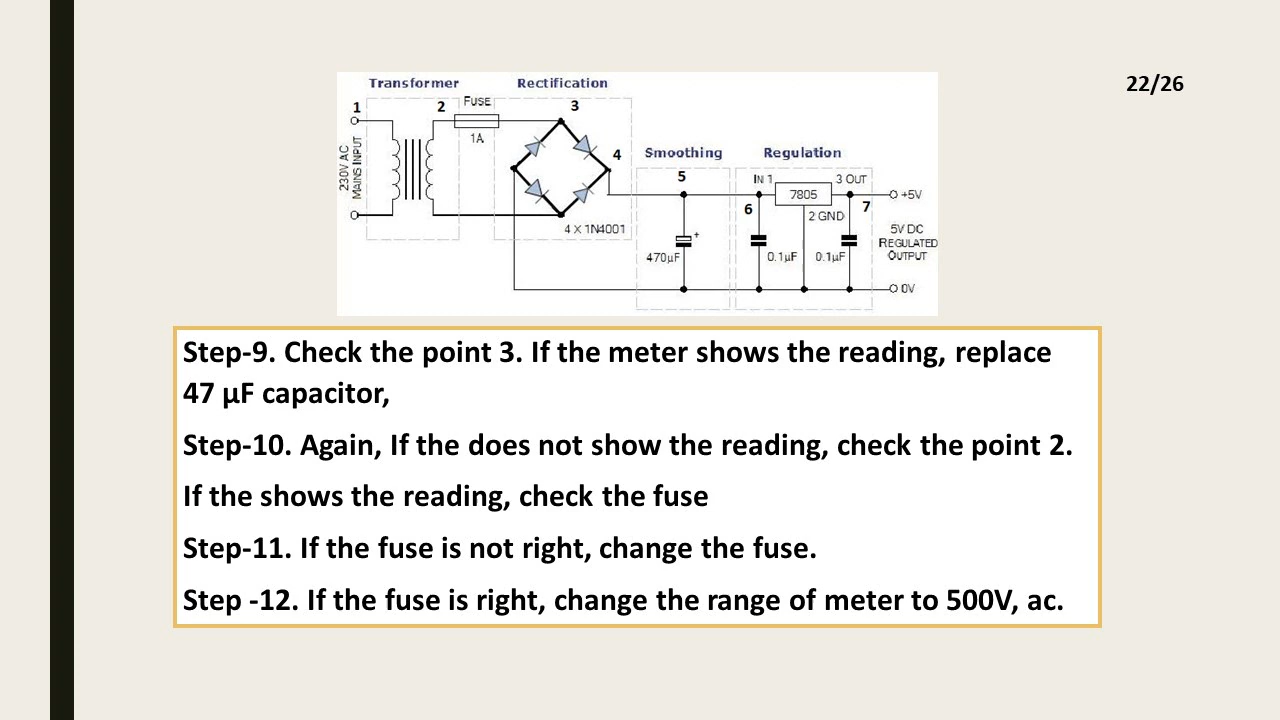 22/26
Transformer
Rectification
1
2
FUSE
3
1A
230V AC
MAINS INPUT
4
4 X 1N4001
Smoothing
Regulation
5
IN 1
3 OUT
7805
+5V
6
7
2 GND
+
5V DC
REGULATED
OUTPUT
470µF
0.1µF
0.1µF
0V
Step-9. Check the point 3. If the meter shows the reading, replace
47 µF capacitor,
Step-10. Again, If the does not show the reading, check the point 2.
If the shows the reading, check the fuse
Step-11. If the fuse is not right, change the fuse.
Step -12. If the fuse is right, change the range of meter to 500V, ac.